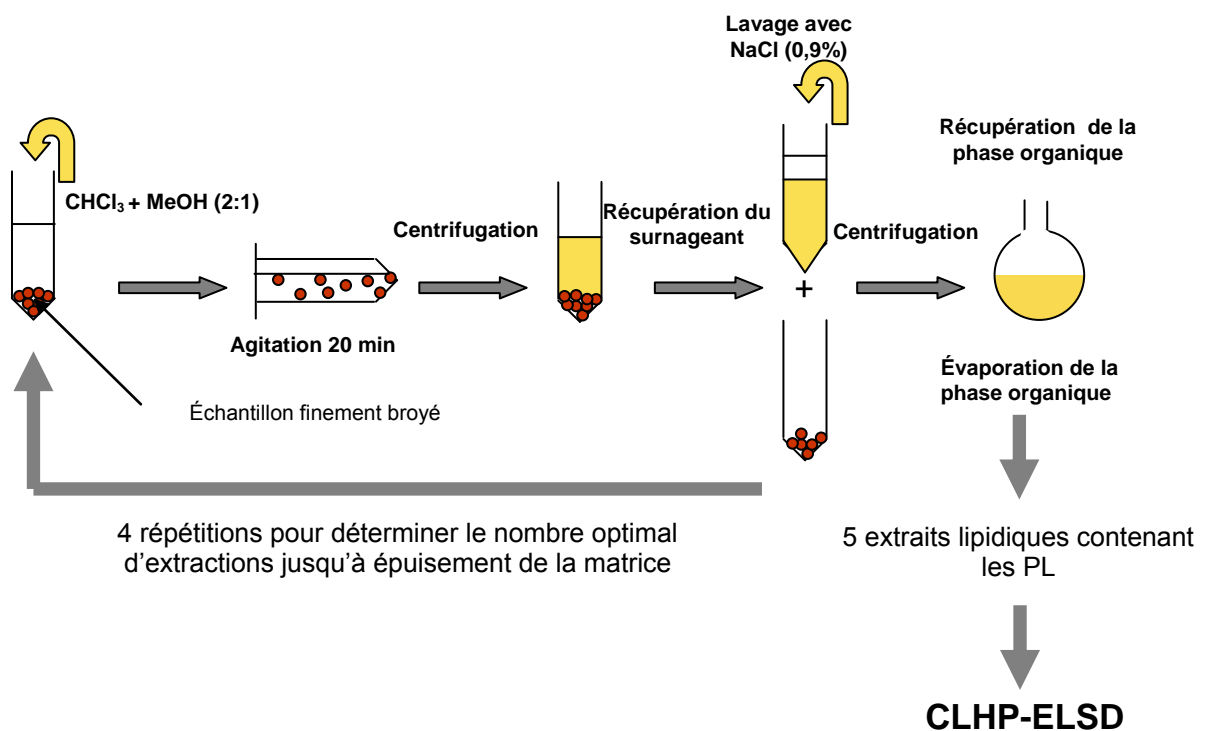 Lavage avec
NaCl (0,9%)
Récupération de la
phase organique
CHCl₃ + MeOH (2:1)
Centrifugation
Récupération du
surnageant
Centrifugation
+
Agitation 20 min
Échantillon finement broyé
Évaporation de la
phase organique
4 répétitions pour déterminer le nombre optimal
d'extractions jusqu'à épuisement de la matrice
5 extraits lipidiques contenant
les PL
CLHP-ELSD